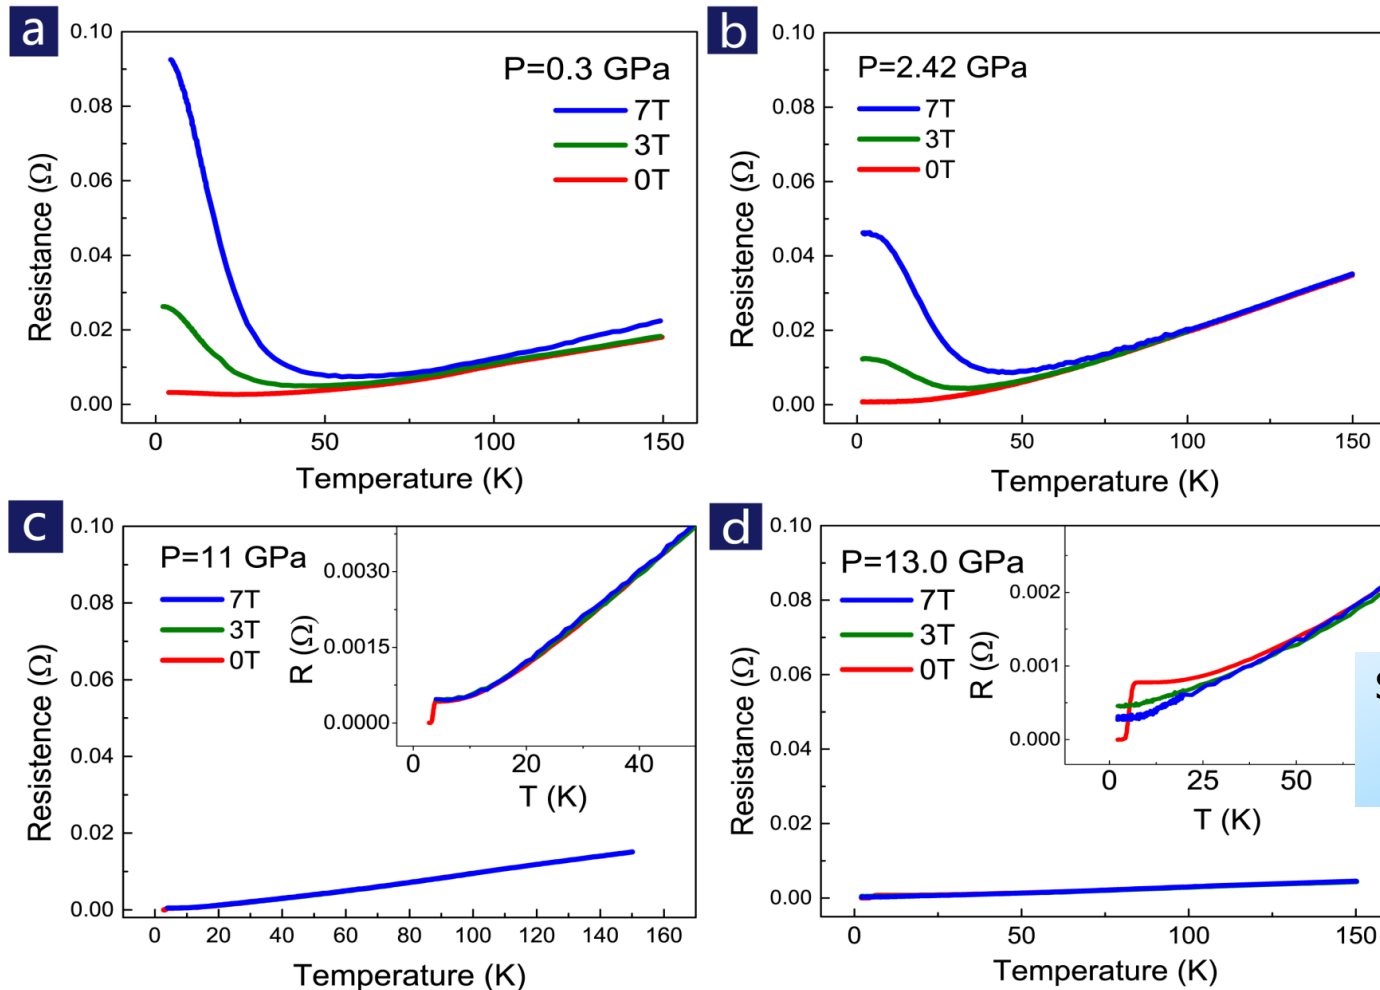 a
P=0.3 GPa
7T
3T
0T
0.10
0.08
0.06
0.04
0.02
0.00
Resistance (Ω)
0
50
100
150
Temperature (K)
b
P=2.42 GPa
7T
3T
0T
0.10
0.08
0.06
0.04
0.02
0.00
Resistence (Ω)
0
50
100
150
Temperature (K)
c
P=11 GPa
7T
3T
0T
0.10
0.08
0.06
0.04
0.02
0.00
Resistence (Ω)
0.0030
0.0015
0.0000
R (Ω)
0
20
40
T (K)
0
20
40
60
80
100
120
140
160
Temperature (K)
d
P=13.0 GPa
7T
3T
0T
0.10
0.08
0.06
0.04
0.02
0.00
Resistance (Ω)
0.002
0.001
0.000
R (Ω)
0
25
50
T (K)
0
50
100
150
Temperature (K)